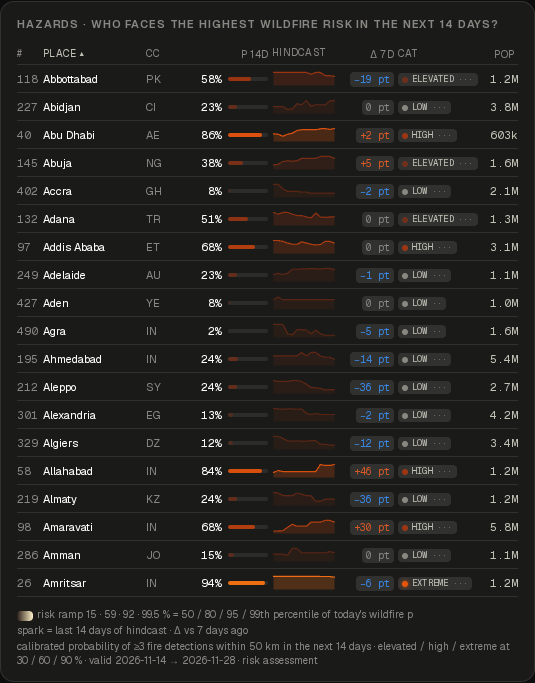 HAZARDS · WHO FACES THE HIGHEST WILDFIRE RISK IN THE NEXT 14 DAYS?
# PLACE ▴ CC P 14D HINDCAST Δ 7D CAT POP
118 Abbottabad PK 58% −19 pt ELEVATED ··· 1.2M
227 Abidjan CI 23% 0 pt LOW ·· 3.8M
40 Abu Dhabi AE 86% +2 pt HIGH ··· 603k
145 Abuja NG 38% +5 pt ELEVATED ··· 1.6M
402 Accra GH 8% −2 pt LOW ·· 2.1M
132 Adana TR 51% 0 pt ELEVATED ··· 1.3M
97 Addis Ababa ET 68% 0 pt HIGH ··· 3.1M
249 Adelaide AU 23% −1 pt LOW ·· 1.1M
427 Aden YE 8% 0 pt LOW ·· 1.0M
490 Agra IN 2% −5 pt LOW ·· 1.6M
195 Ahmedabad IN 24% −14 pt LOW ··· 5.4M
212 Aleppo SY 24% −36 pt LOW ··· 2.7M
301 Alexandria EG 13% −2 pt LOW ··· 4.2M
329 Algiers DZ 12% −12 pt LOW ··· 3.4M
58 Allahabad IN 84% +46 pt HIGH ··· 1.2M
219 Almaty KZ 24% −36 pt LOW ··· 1.2M
98 Amaravati IN 68% +30 pt HIGH ··· 5.8M
286 Amman JO 15% 0 pt LOW ··· 1.1M
26 Amritsar IN 94% −6 pt EXTREME ··· 1.2M
risk ramp 15 · 59 · 92 · 99.5 % = 50 / 80 / 95 / 99th percentile of today's wildfire p
spark = last 14 days of hindcast · Δ vs 7 days ago
calibrated probability of ≥3 fire detections within 50 km in the next 14 days · elevated / high / extreme at
30 / 60 / 90 % · valid 2026-11-14 → 2026-11-28 · risk assessment